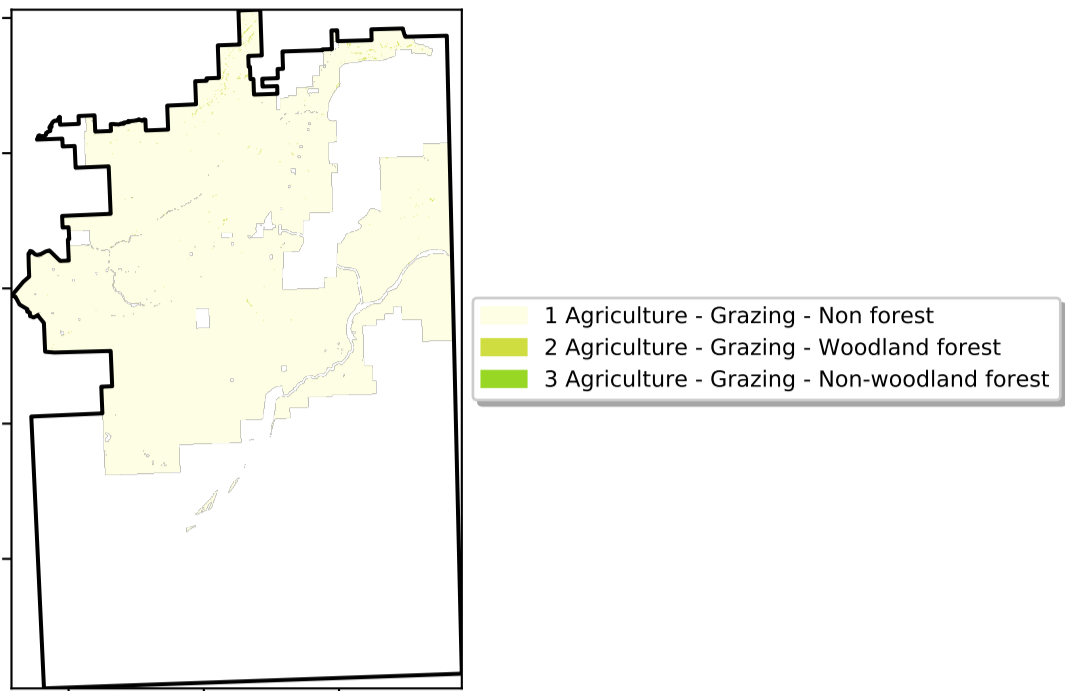 1 Agriculture - Grazing - Non forest
2 Agriculture - Grazing - Woodland forest
3 Agriculture - Grazing - Non-woodland forest